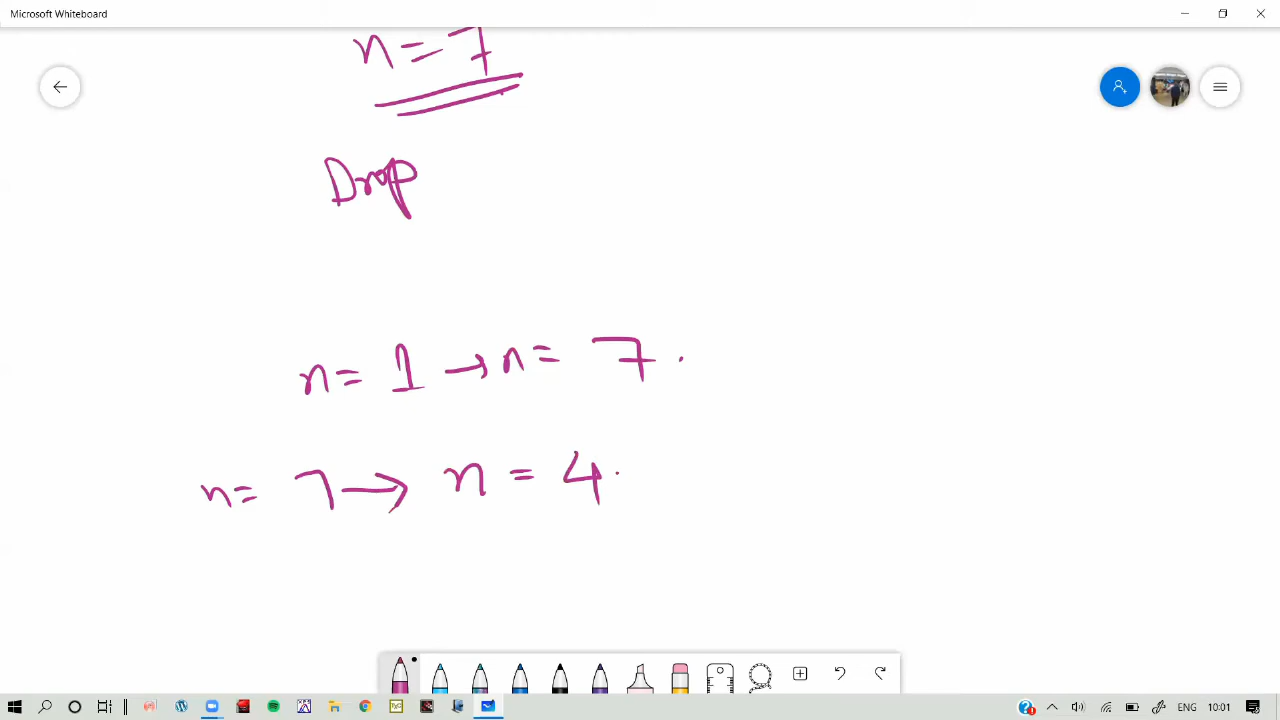 Microsoft Whiteboard
n=7
Drop
n= 1 →n= 7.
n= 7→ n = 4.
ENG 10:01